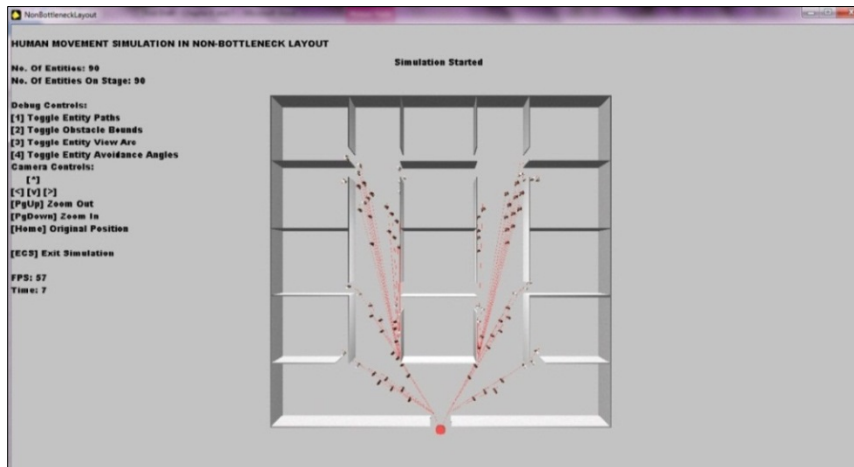 NonBottleneckLayout
HUMAN MOVEMENT SIMULATION IN NON-BOTTLENECK LAYOUT
Simulation Started
No. Of Entities: 90
No. Of Entities On Stage: 90
Debug Controls:
[1] Toggle Entity Paths
[2] Toggle Obstacle Bounds
[3] Toggle Entity View Arc
[4] Toggle Entity Avoidance Angles
Camera Controls:
[^]
[<] [v] [>]
[PgUp] Zoom Out
[PgDown] Zoom In
[Home] Original Position
[ECS] Exit Simulation
FPS: 57
Time: 7